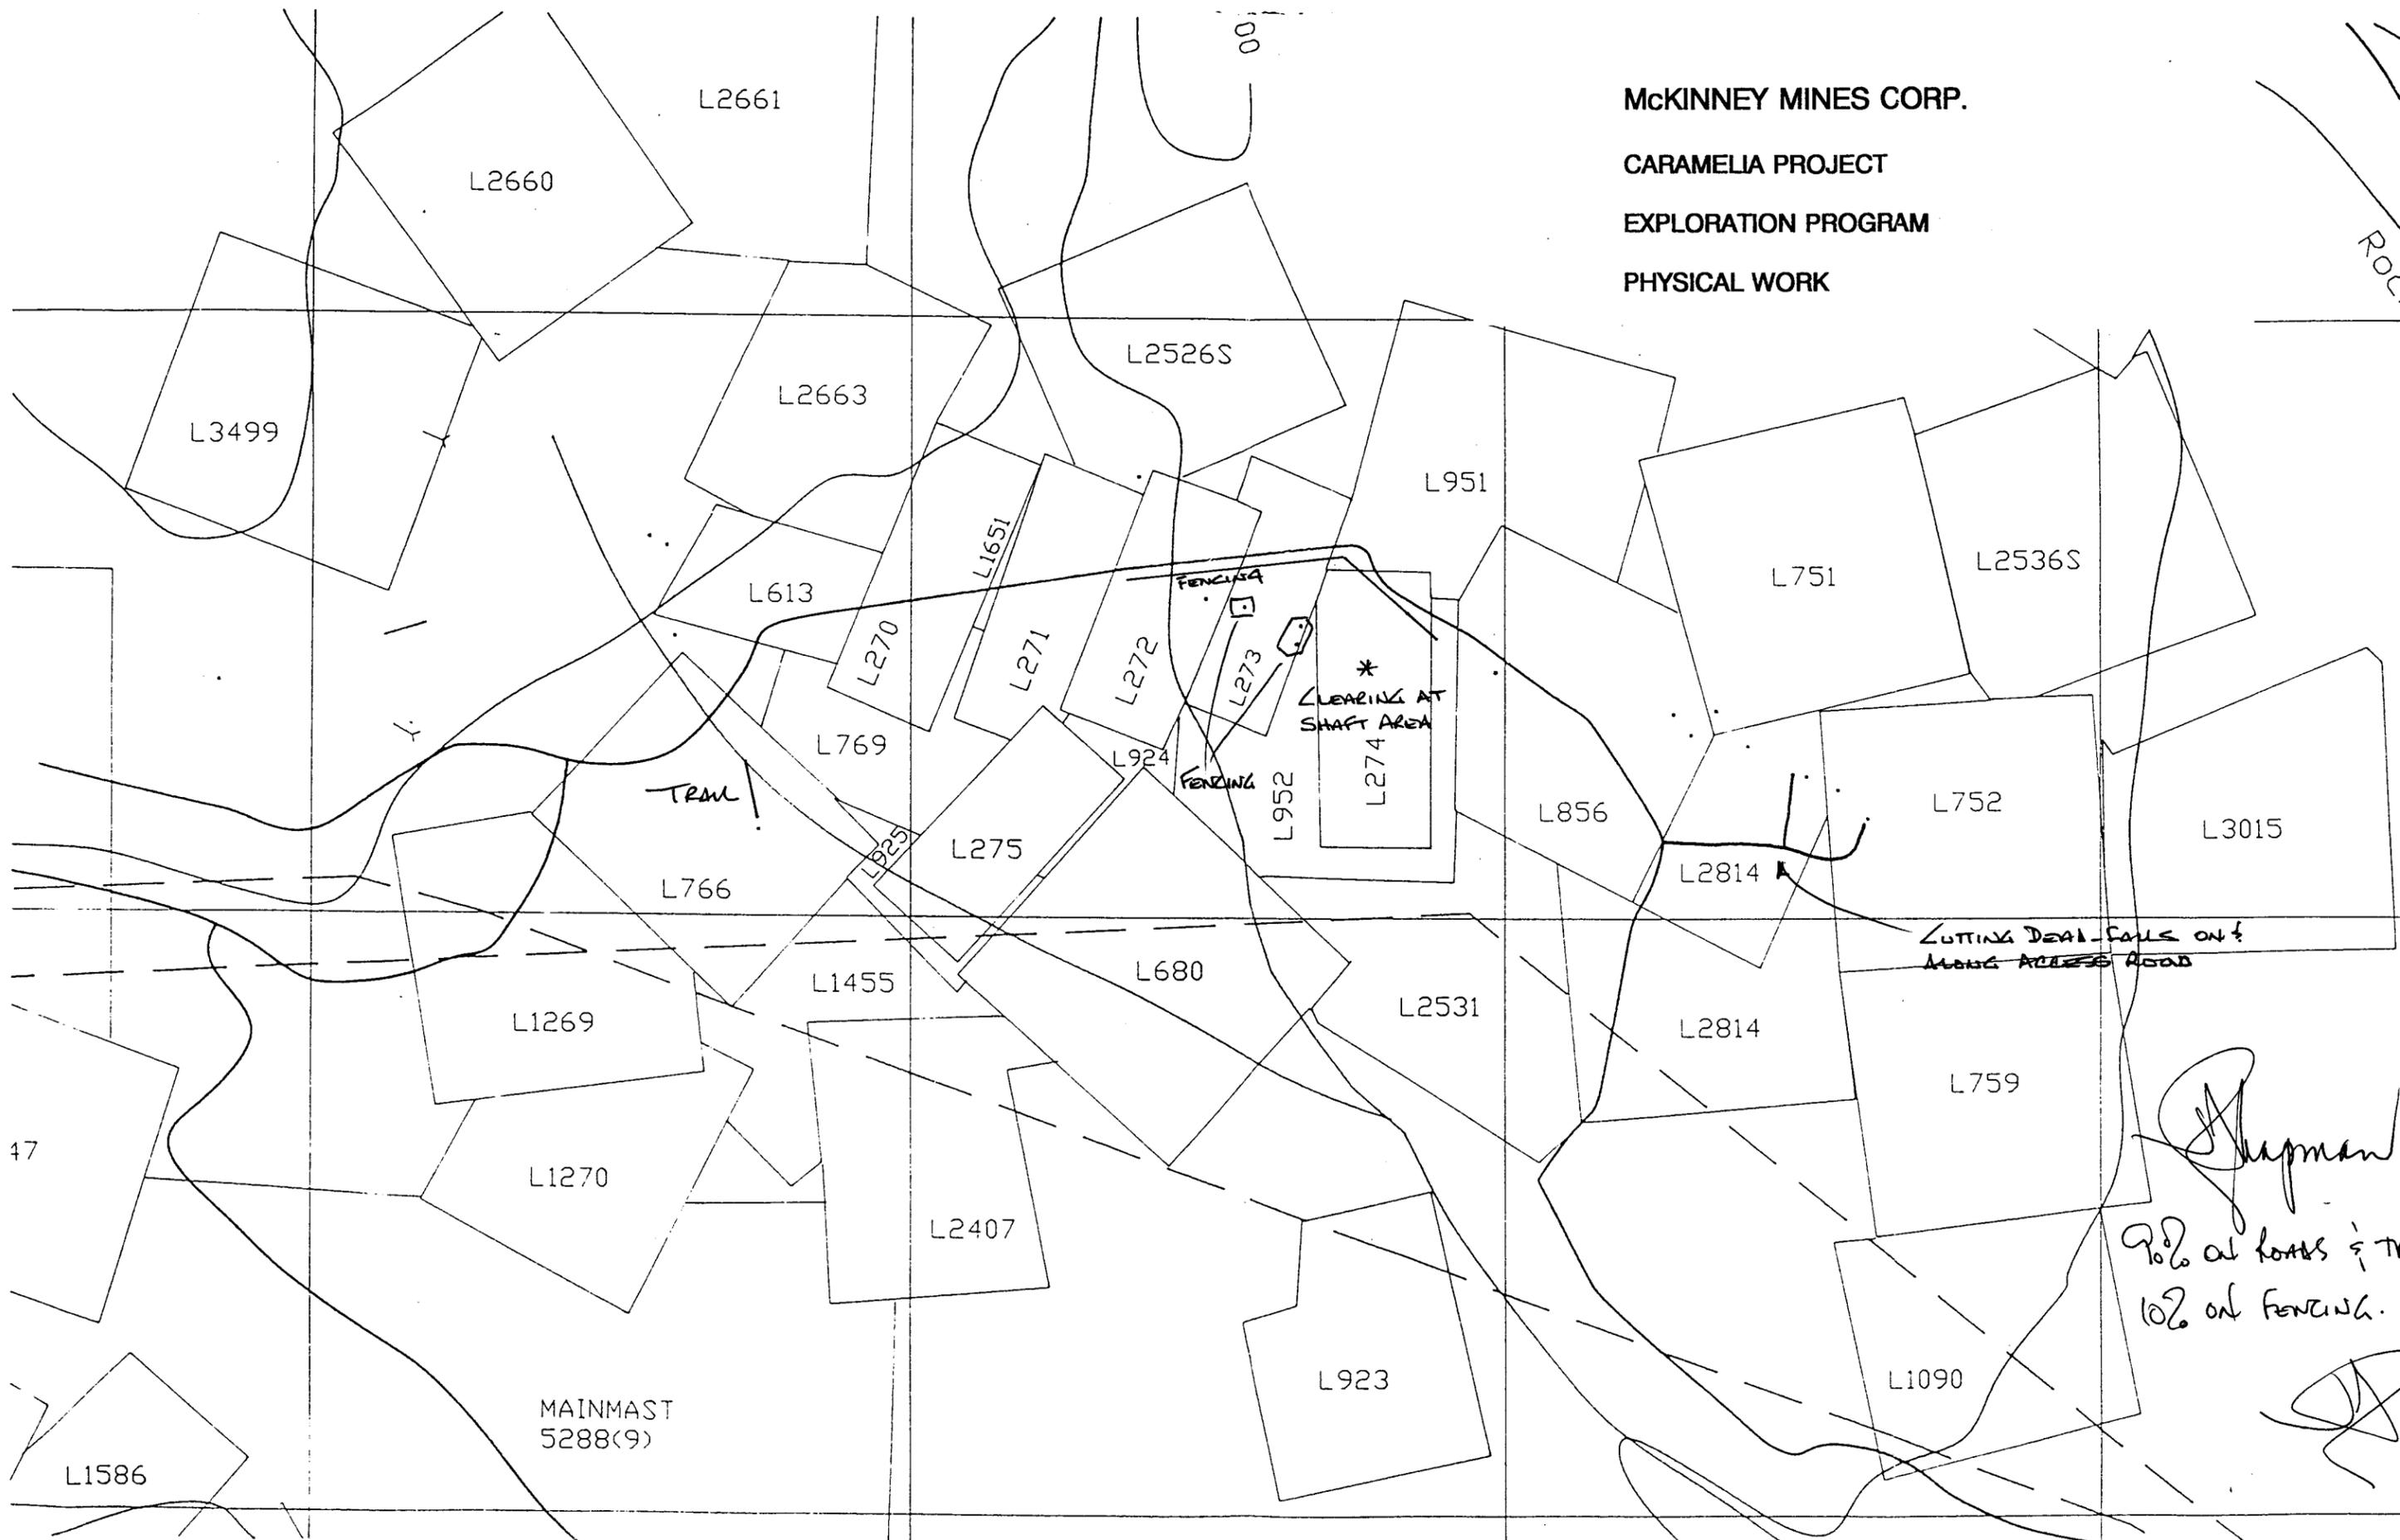 00
McKINNEY MINES CORP.
CARAMELIA PROJECT
EXPLORATION PROGRAM
PHYSICAL WORK
L2661
L2660
L2526S
L2663
L3499
L951
L1651
L751
L2536S
FENCING
L613
L270
L271
L272
L273
*
CLEARING AT
SHAFT AREA
L769
L924
FENCING
L274
L952
TRAIL
L856
L752
L3015
L925
L275
L766
L2814
CUTTING DEAD-FALLS ON &
ALONG ACCESS ROAD
L1455
L680
L1269
L2531
L2814
L759
47
L1270
L2407
90% ON ROADS &
10% ON FENCING.
L923
L1090
MAINMAST
5288(9)
L1586